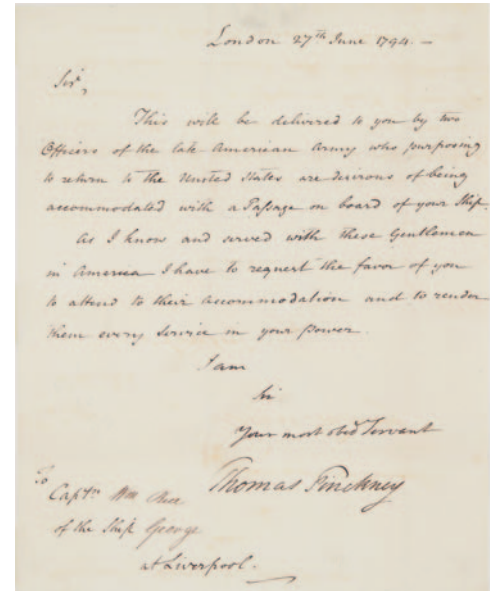 London 27th June 1794. —
Sir,
This will be delivered to you by two
Officers of the late American Army who purposing
to return to the United States are desirous of being
accommodated with a Passage on board of your Ship.
As I know and served with these Gentlemen
in America I have to request the favor of you
to attend to their accommodation and to render
them every Service in your power.
I am
Sir
Your most obed Servant
Thomas Pinckney
To
Captn Wm
of the Ship George
at Liverpool.